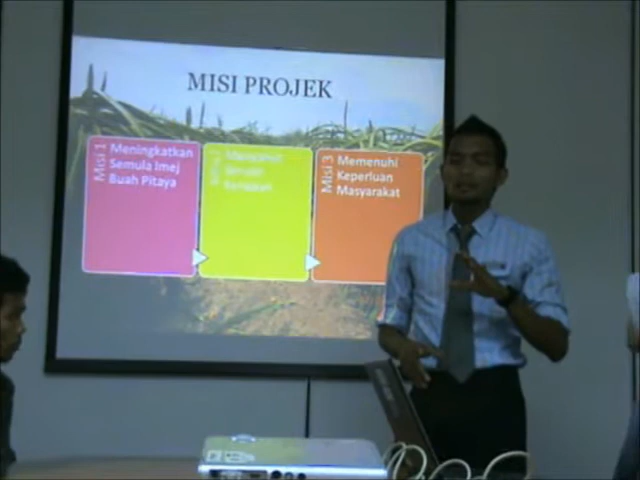 MISI PROJEK
Misi 1
Meningkatkan
Semula Imej
Buah Pitaya
Misi 3
Memenuhi
Keperluan
Masyarakat